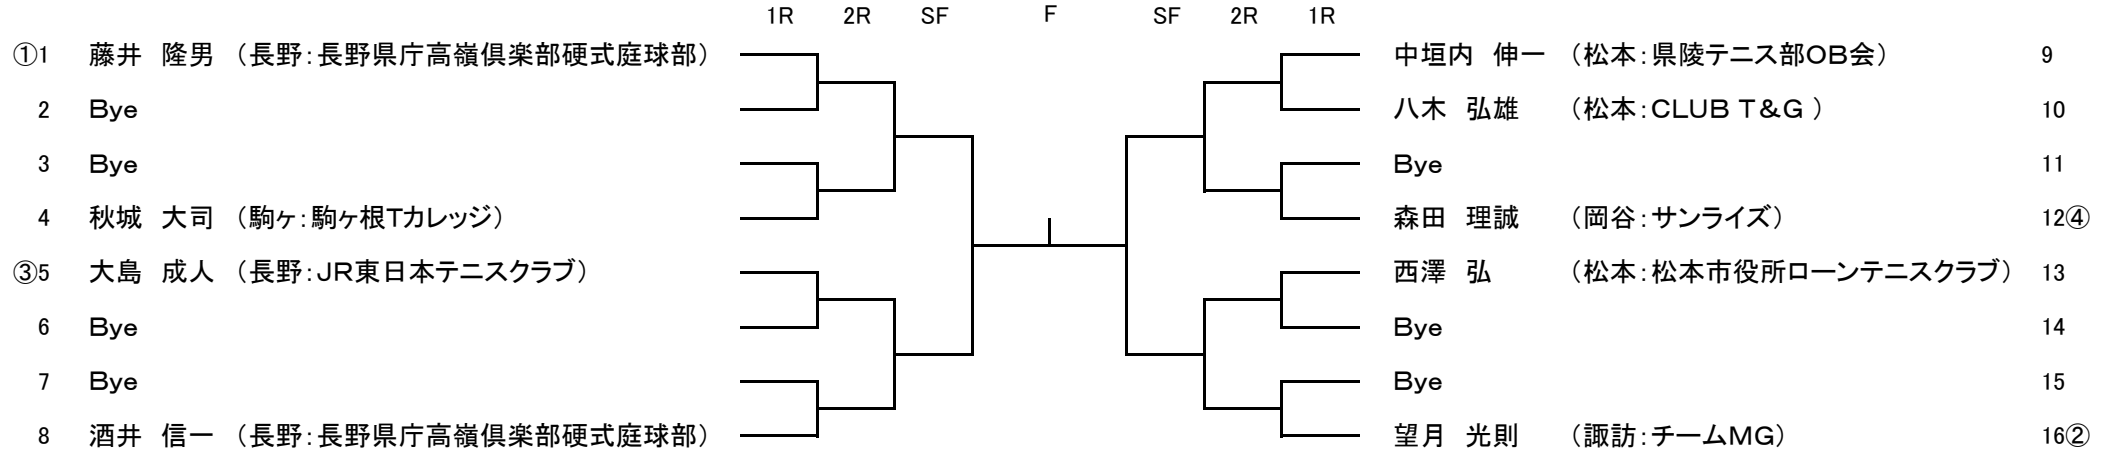 1R 2R SF F SF 2R 1R
①1 藤井 隆男 （長野：長野県庁高嶺倶楽部硬式庭球部） 中垣内 伸一 （松本：県陵テニス部ＯＢ会） 9
2 Ｂｙｅ 八木 弘雄 （松本：ＣＬＵＢ Ｔ＆Ｇ ） 10
3 Ｂｙｅ Ｂｙｅ 11
4 秋城 大司 （駒ヶ：駒ヶ根Tカレッジ） 森田 理誠 （岡谷：サンライズ） 12④
③5 大島 成人 （長野：ＪＲ東日本テニスクラブ） 西澤 弘 （松本：松本市役所ローンテニスクラブ） 13
6 Ｂｙｅ Ｂｙｅ 14
7 Ｂｙｅ Ｂｙｅ 15
8 酒井 信一 （長野：長野県庁高嶺倶楽部硬式庭球部） 望月 光則 （諏訪：チームＭＧ） 16②